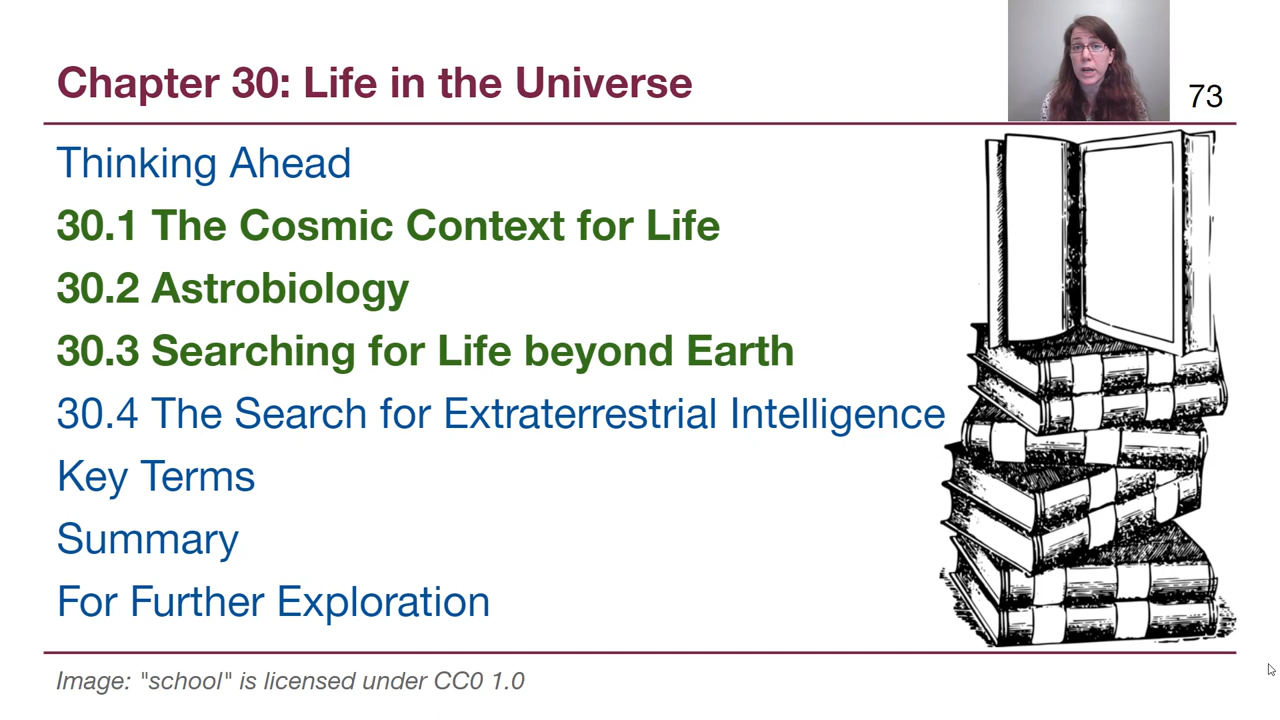 Chapter 30: Life in the Universe
73
Thinking Ahead
30.1 The Cosmic Context for Life
30.2 Astrobiology
30.3 Searching for Life beyond Earth
30.4 The Search for Extraterrestrial Intelligence
Key Terms
Summary
For Further Exploration
Image: "school" is licensed under CC0 1.0